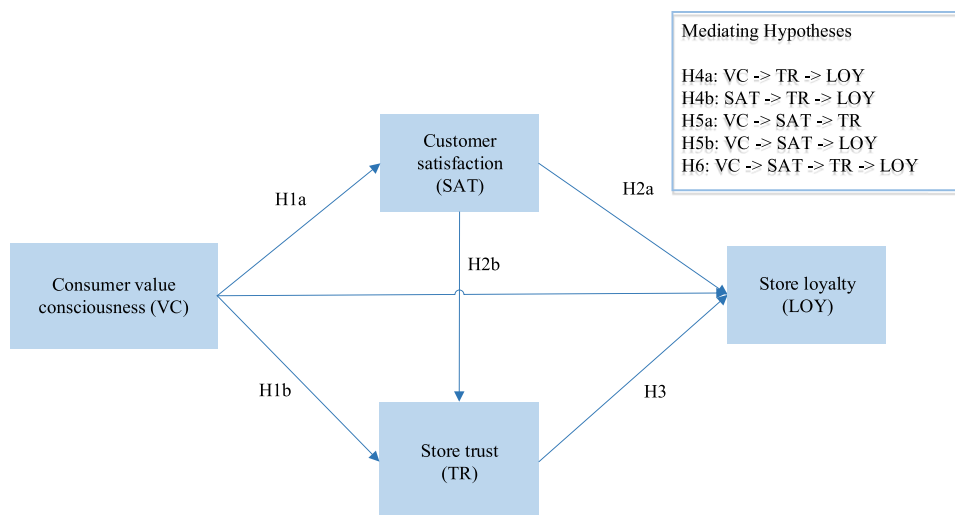 Mediating Hypotheses
H4a: VC -> TR -> LOY
H4b: SAT -> TR -> LOY
H5a: VC -> SAT -> TR
H5b: VC -> SAT -> LOY
H6: VC -> SAT -> TR -> LOY
Customer
satisfaction
(SAT)
H1a
H2a
H2b
Consumer value
consciousness (VC)
Store loyalty
(LOY)
H1b
H3
Store trust
(TR)